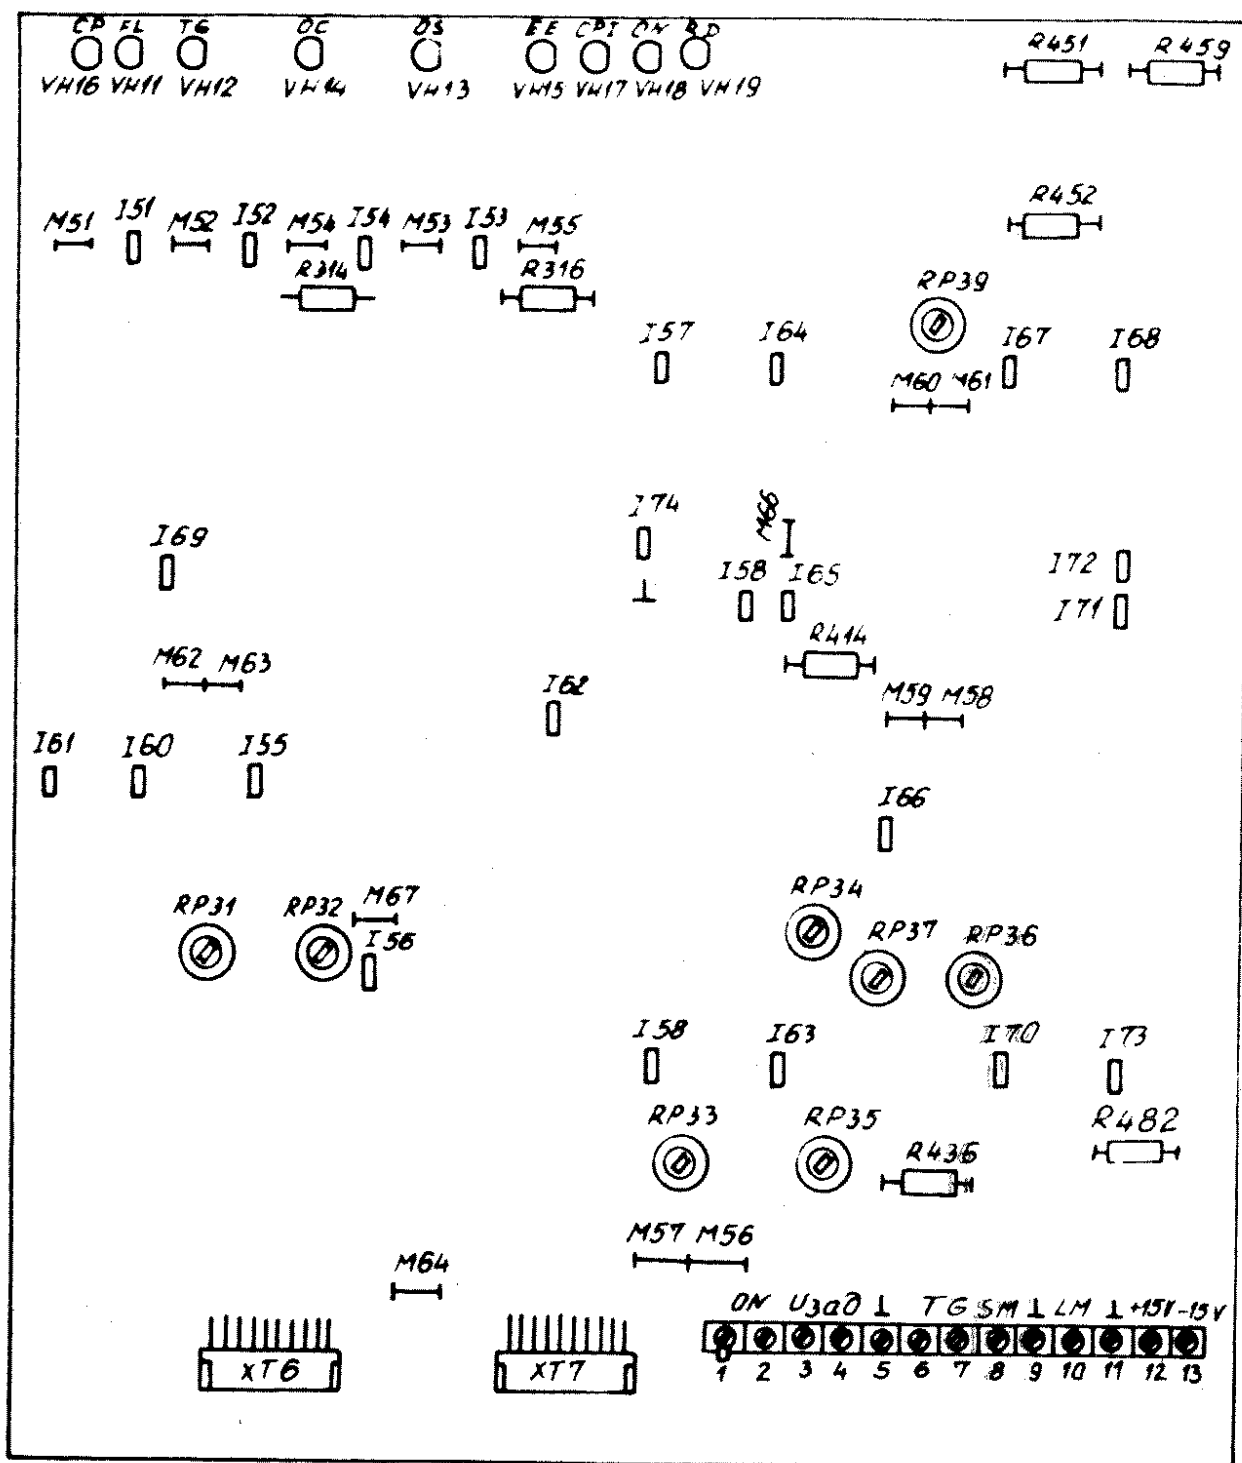 CP FL TG OC OS EE CPI ON RD
VH16 VH11 VH12 VH14 VH13 VH15 VH17 VH18 VH19
R451 R459
I51 I52 I54 I53
M51 M52 M54 M53 M55
R452
R314 R316
RP39
I57 I64 I67 I68
M60 M61
I74 M66
I69
I58 I65 I72
I71
R414
M62 M63
I62 M59 M58
I61 I60 I55
I66
RP34
RP31 RP32 M67
I56 RP37 RP36
I58 I63 I70 I73
RP33 RP35 R482
R436
M57 M56
M64
ON Uзад ⊥ TG SM ⊥ LM ⊥ +15V -15V
XT6 XT7 1 2 3 4 5 6 7 8 9 10 11 12 13